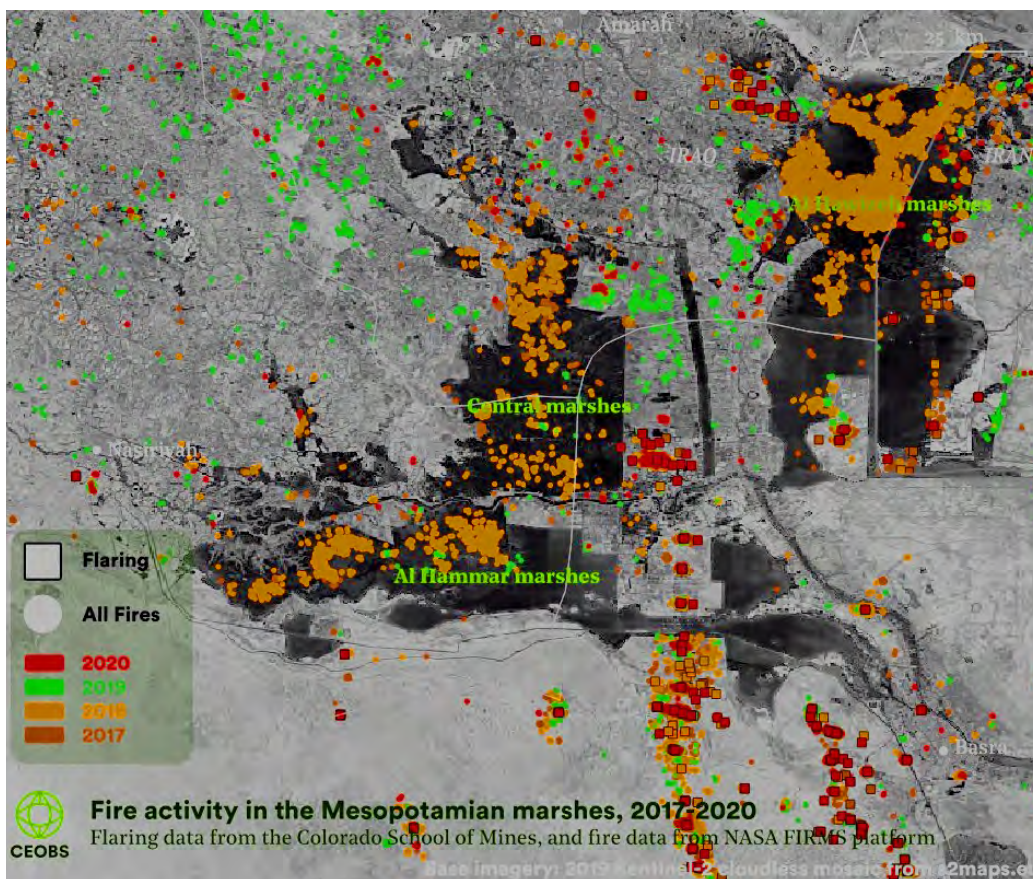 Amarah
25 km
IRAQ
IRAN
Al Hawizeh marshes
Central marshes
Nasiriyah
Al Hammar marshes
Flaring
All Fires
2020
2019
2018
2017
Basra
Fire activity in the Mesopotamian marshes, 2017-2020
Flaring data from the Colorado School of Mines, and fire data from NASA FIRMS platform
CEOBS
Base imagery: 2019 Sentinel-2 cloudless mosaic from s2maps.e